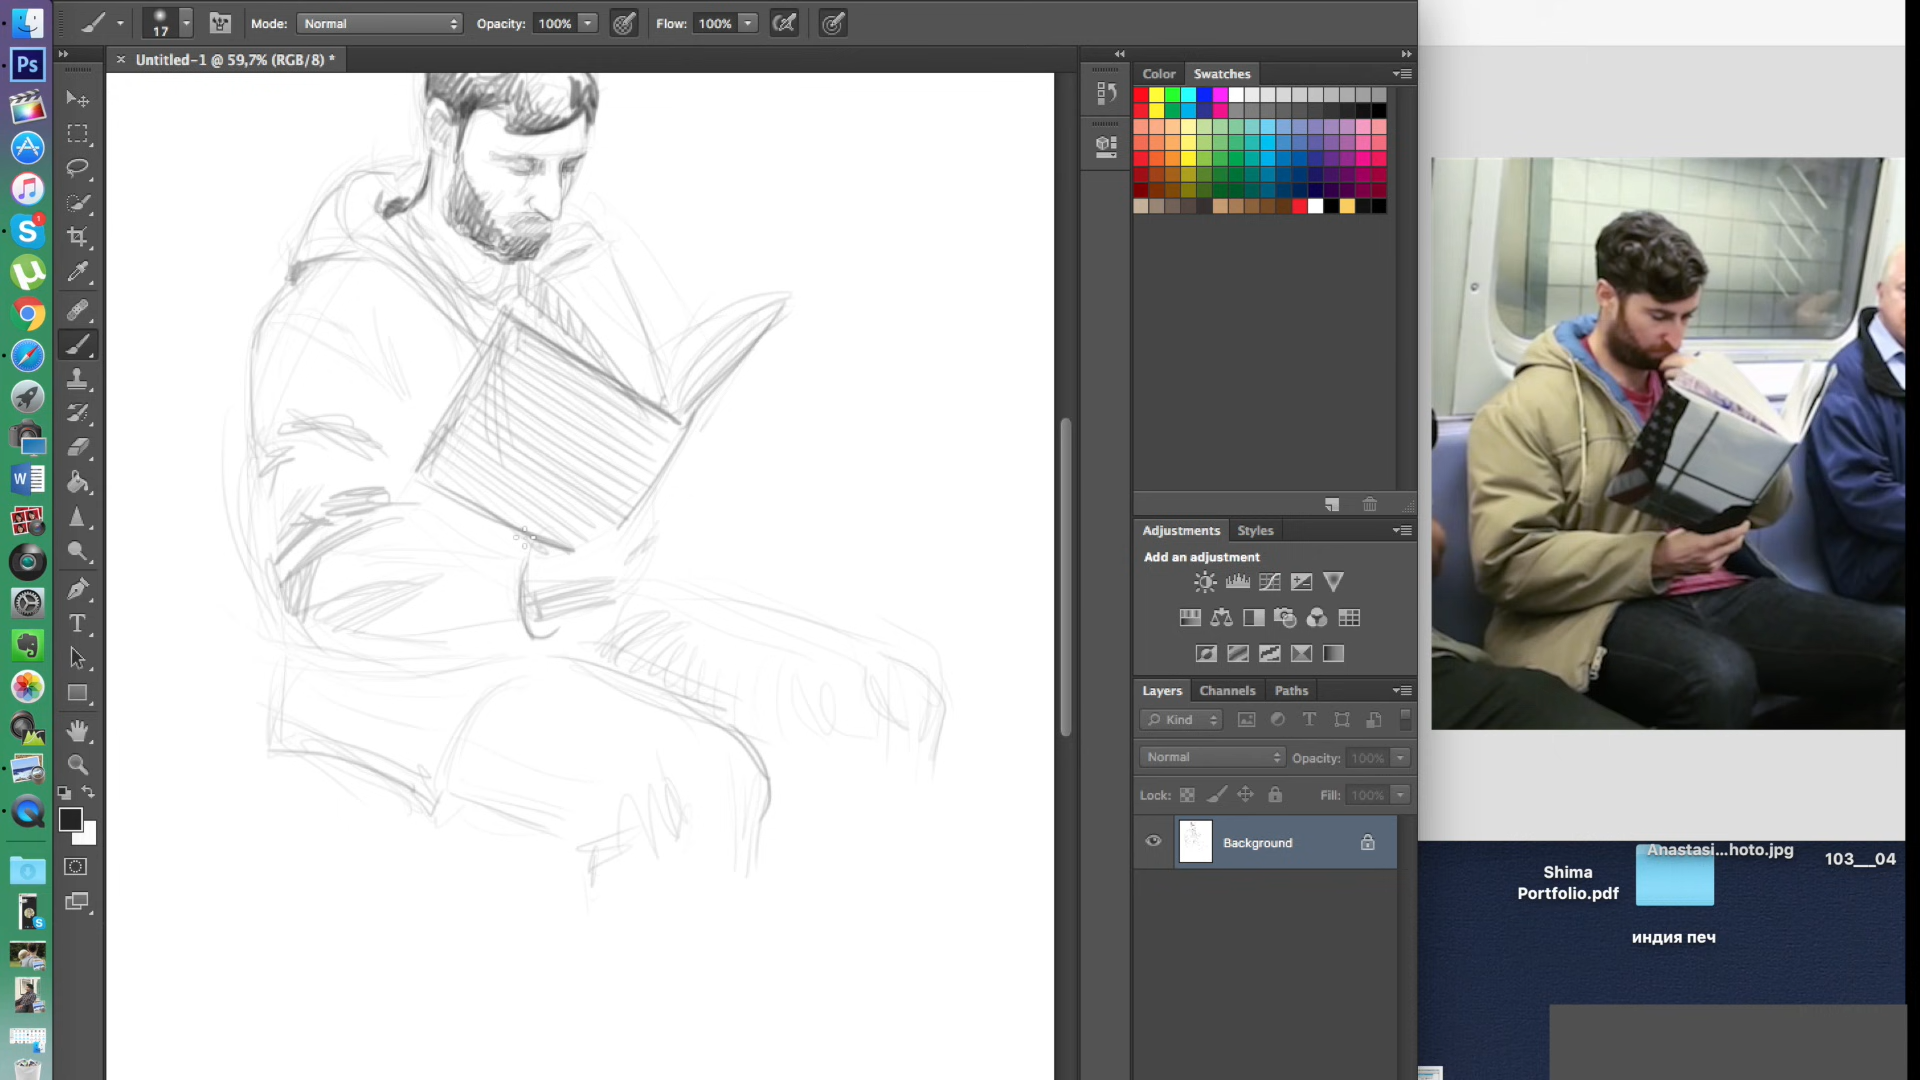 17
Mode:
Normal
Opacity:
100%
Flow:
100%
Ps
Untitled-1 @ 59,7% (RGB/8) *
Color
Swatches
1
W
T
Adjustments
Styles
Add an adjustment
Layers
Channels
Paths
Kind
T
Normal
Opacity:
100%
Lock:
Fill:
100%
Background
Anastasi...hoto.jpg
103__04
Shima
Portfolio.pdf
индия печ